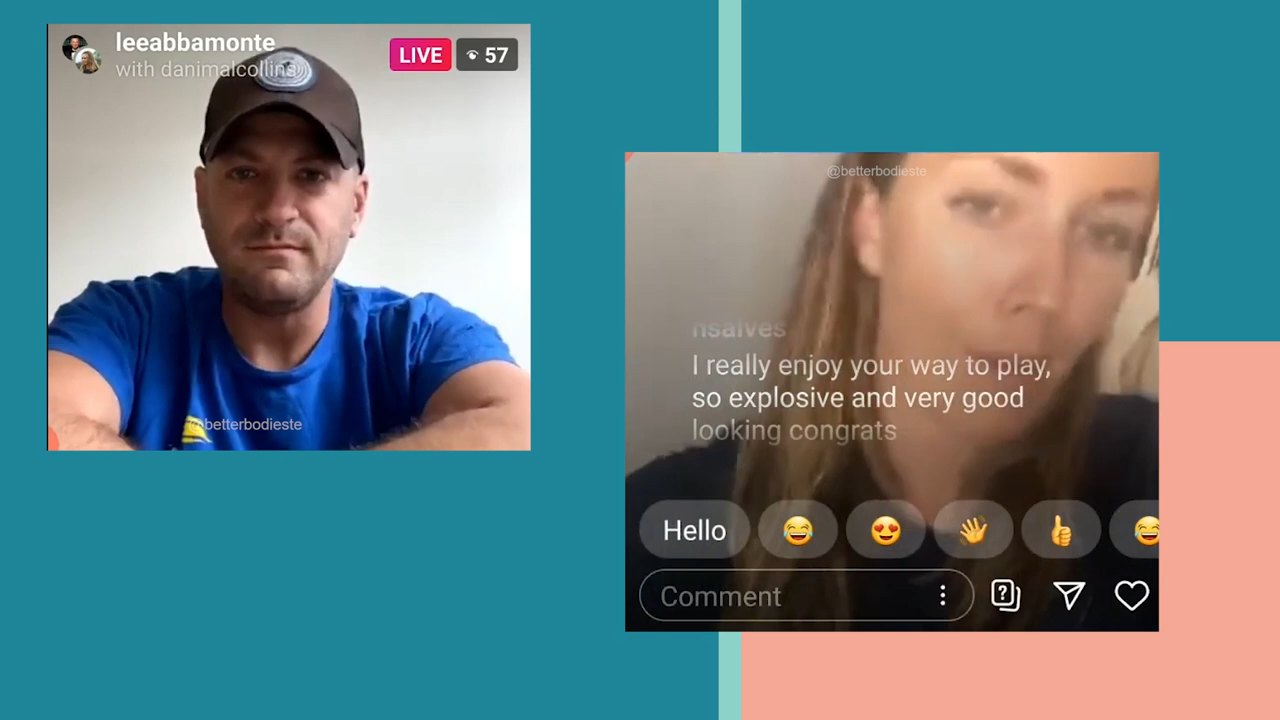 leeabbamonte
with danimalcollins
LIVE
57
@betterbodieste
@betterbodieste
nsalves
I really enjoy your way to play,
so explosive and very good
looking congrats
Hello
Comment